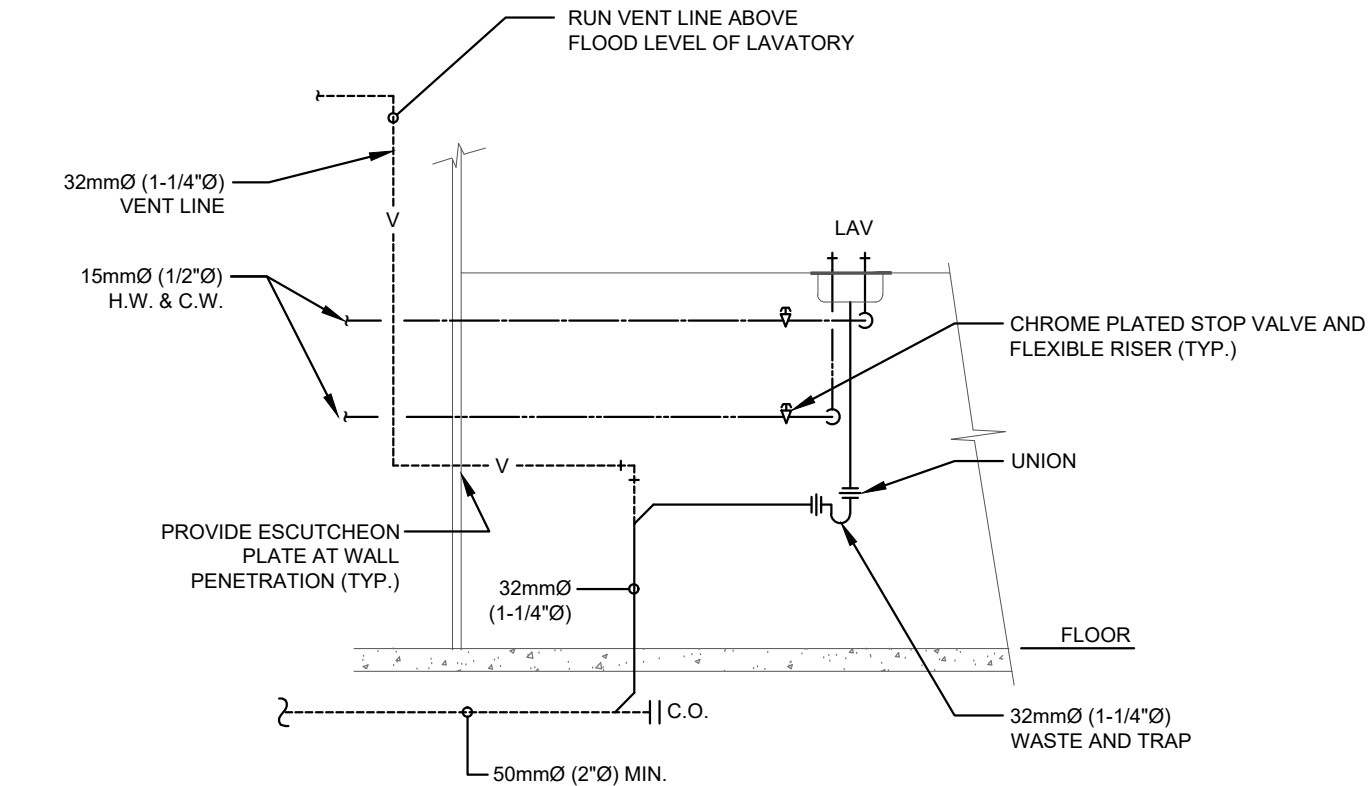 RUN VENT LINE ABOVE
FLOOD LEVEL OF LAVATORY
32mmØ (1-1/4"Ø)
VENT LINE
V
LAV
15mmØ (1/2"Ø)
H.W. & C.W.
CHROME PLATED STOP VALVE AND
FLEXIBLE RISER (TYP.)
V
UNION
PROVIDE ESCUTCHEON
PLATE AT WALL
PENETRATION (TYP.)
32mmØ
(1-1/4"Ø)
FLOOR
C.O.
32mmØ (1-1/4"Ø)
WASTE AND TRAP
50mmØ (2"Ø) MIN.